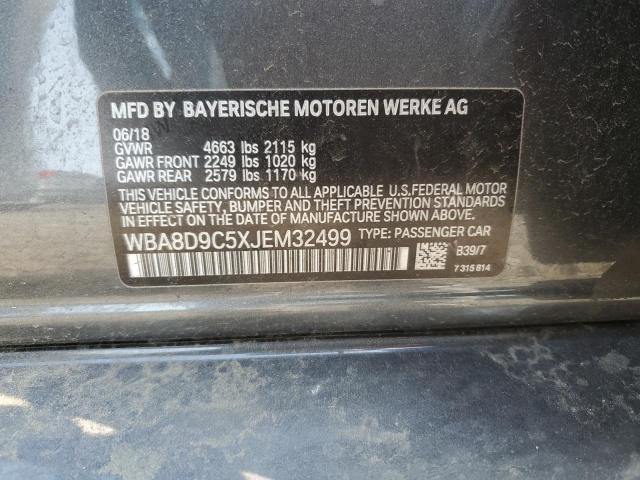 MFD BY BAYERISCHE MOTOREN WERKE AG
06/18
GVWR 4663 lbs 2115 kg
GAWR FRONT 2249 lbs 1020 kg
GAWR REAR 2579 lbs 1170 kg
THIS VEHICLE CONFORMS TO ALL APPLICABLE U.S.FEDERAL MOTOR
VEHICLE SAFETY, BUMPER AND THEFT PREVENTION STANDARDS
IN EFFECT ON THE DATE OF MANUFACTURE SHOWN ABOVE.
WBA8D9C5XJEM32499 TYPE: PASSENGER CAR
B39/7
7 315 814